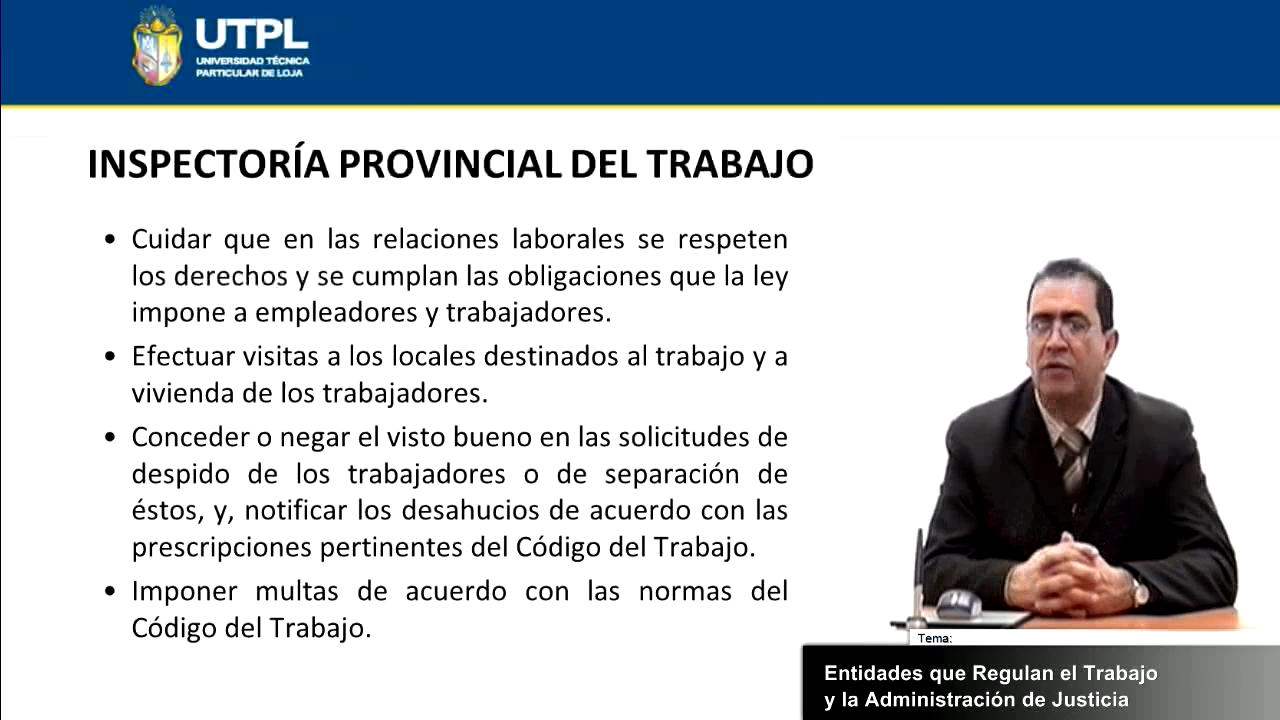 UTPL
UNIVERSIDAD TÉCNICA
PARTICULAR DE LOJA
INSPECTORÍA PROVINCIAL DEL TRABAJO
• Cuidar que en las relaciones laborales se respeten
los derechos y se cumplan las obligaciones que la ley
impone a empleadores y trabajadores.
• Efectuar visitas a los locales destinados al trabajo y a
vivienda de los trabajadores.
• Conceder o negar el visto bueno en las solicitudes de
despido de los trabajadores o de separación de
éstos, y, notificar los desahucios de acuerdo con las
prescripciones pertinentes del Código del Trabajo.
• Imponer multas de acuerdo con las normas del
Código del Trabajo.
Tema:
Entidades que Regulan el Trabajo
y la Administración de Justicia